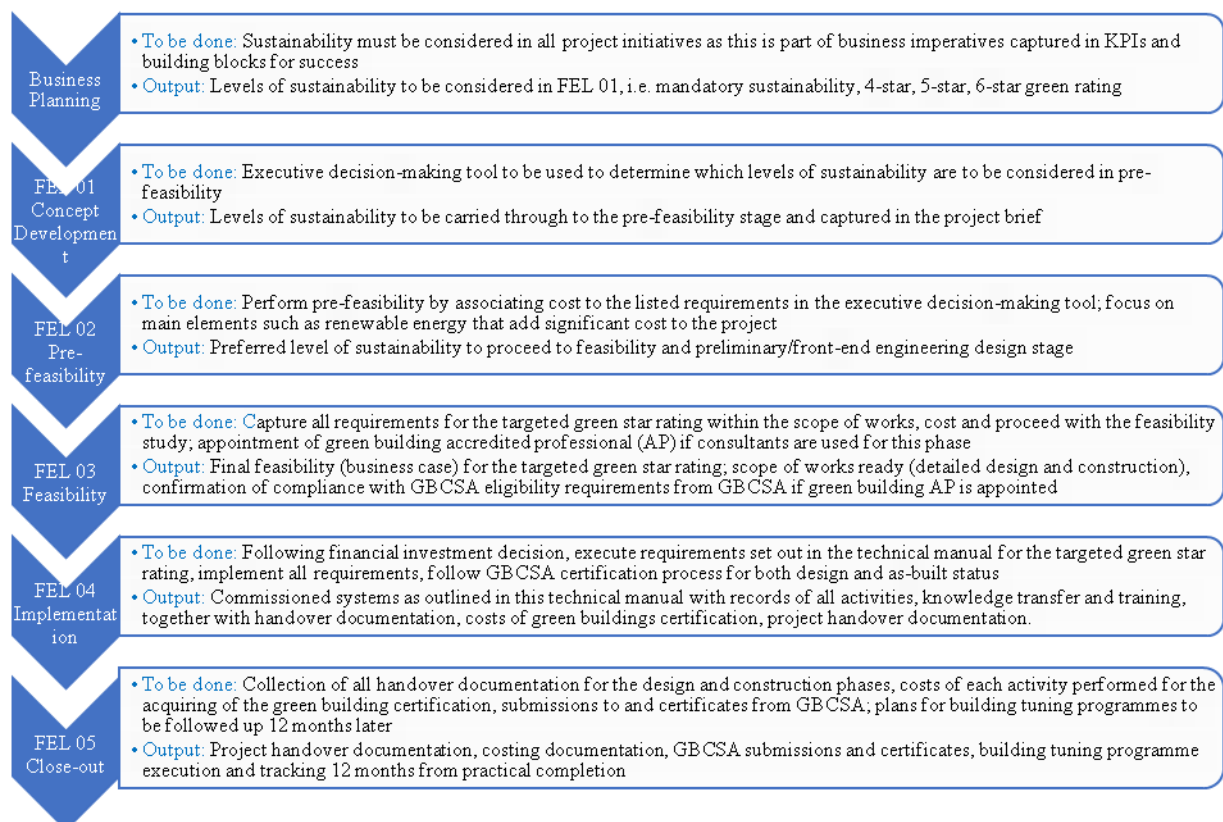 Business
Planning
• To be done: Sustainability must be considered in all project initiatives as this is part of business imperatives captured in KPIs and
building blocks for success
• Output: Levels of sustainability to be considered in FEL 01, i.e. mandatory sustainability, 4-star, 5-star, 6-star green rating
FEL 01
Concept
Developmen
t
• To be done: Executive decision-making tool to be used to determine which levels of sustainability are to be considered in pre-
feasibility
• Output: Levels of sustainability to be carried through to the pre-feasibility stage and captured in the project brief
FEL 02
Pre-
feasibility
• To be done: Perform pre-feasibility by associating cost to the listed requirements in the executive decision-making tool; focus on
main elements such as renewable energy that add significant cost to the project
• Output: Preferred level of sustainability to proceed to feasibility and preliminary/front-end engineering design stage
FEL 03
Feasibility
• To be done: Capture all requirements for the targeted green star rating within the scope of works, cost and proceed with the feasibility
study; appointment of green building accredited professional (AP) if consultants are used for this phase
• Output: Final feasibility (business case) for the targeted green star rating; scope of works ready (detailed design and construction),
confirmation of compliance with GBCSA eligibility requirements from GBCSA if green building AP is appointed
FEL 04
Implementat
ion
• To be done: Following financial investment decision, execute requirements set out in the technical manual for the targeted green star
rating, implement all requirements, follow GBCSA certification process for both design and as-built status
• Output: Commissioned systems as outlined in this technical manual with records of all activities, knowledge transfer and training,
together with handover documentation, costs of green buildings certification, project handover documentation.
FEL 05
Close-out
• To be done: Collection of all handover documentation for the design and construction phases, costs of each activity performed for the
acquiring of the green building certification, submissions to and certificates from GBCSA; plans for building tuning programmes to
be followed up 12 months later
• Output: Project handover documentation, costing documentation, GBCSA submissions and certificates, building tuning programme
execution and tracking 12 months from practical completion